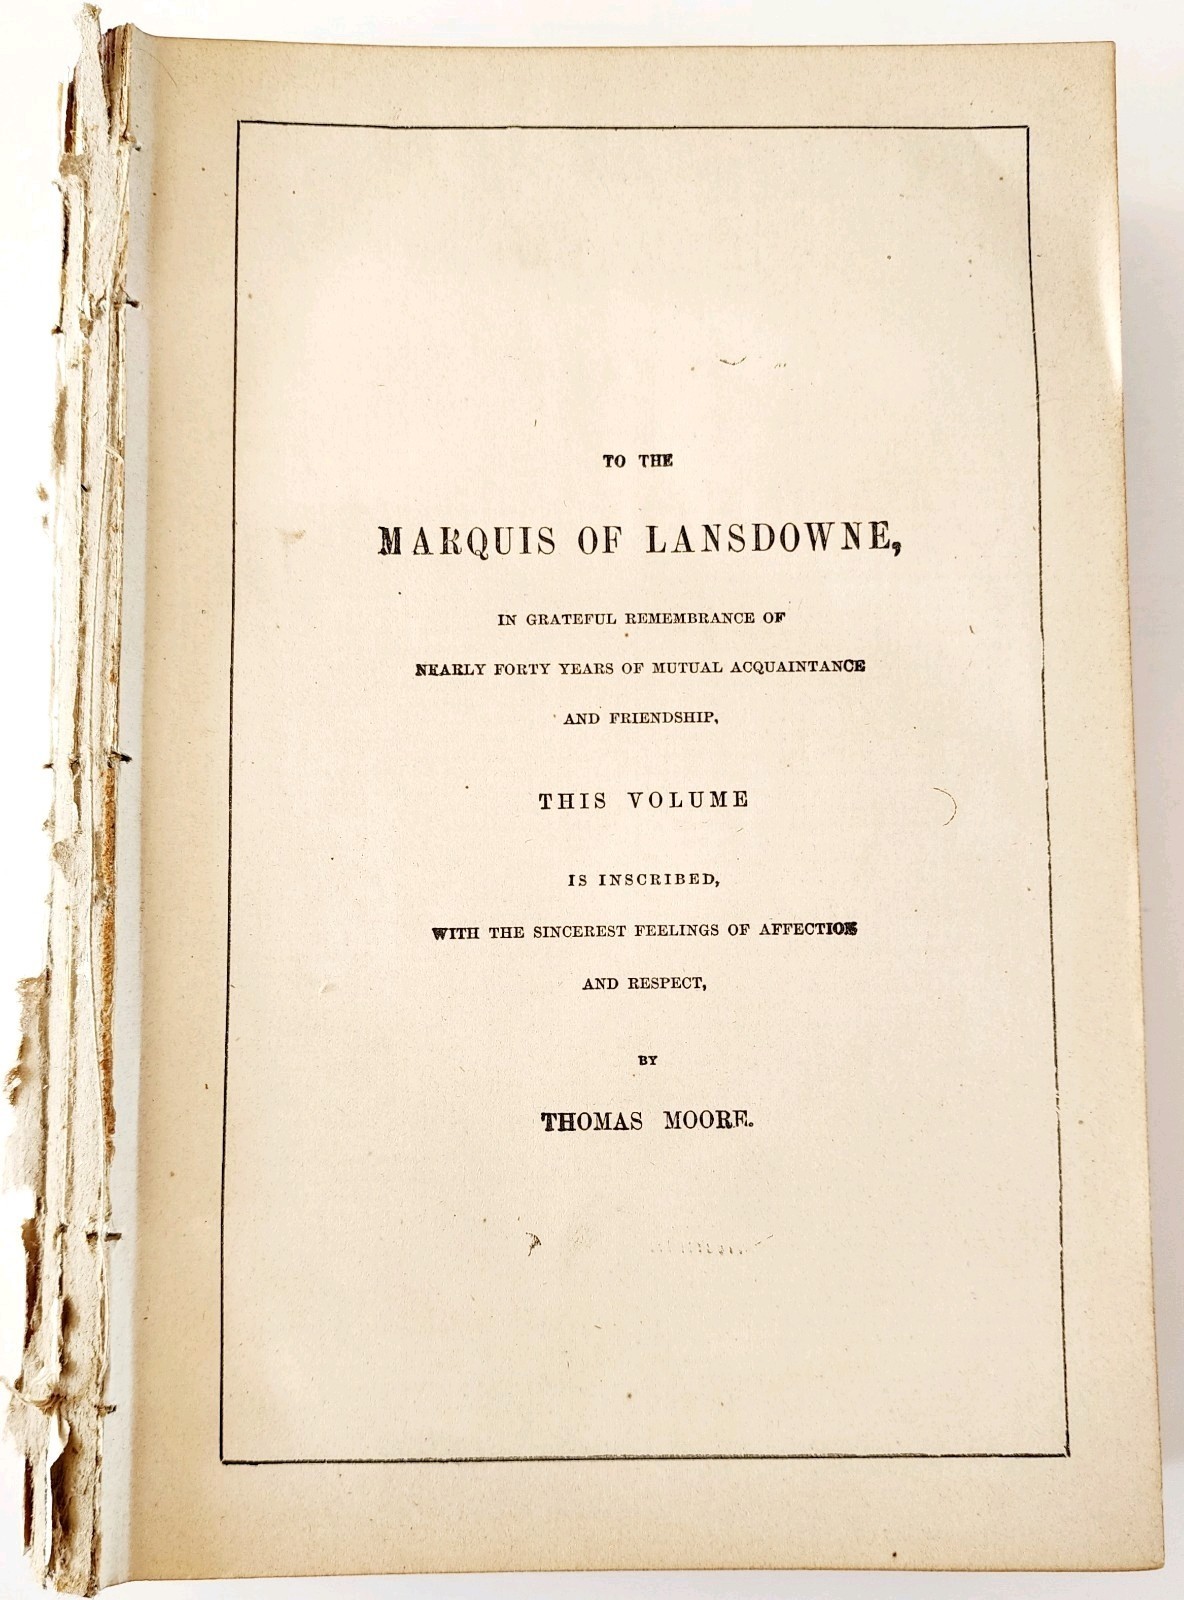 TO THE
MARQUIS OF LANSDOWNE,
IN GRATEFUL REMEMBRANCE OF
NEARLY FORTY YEARS OF MUTUAL ACQUAINTANCE
AND FRIENDSHIP,
THIS VOLUME
IS INSCRIBED,
WITH THE SINCEREST FEELINGS OF AFFECTION
AND RESPECT,
BY
THOMAS MOORE.